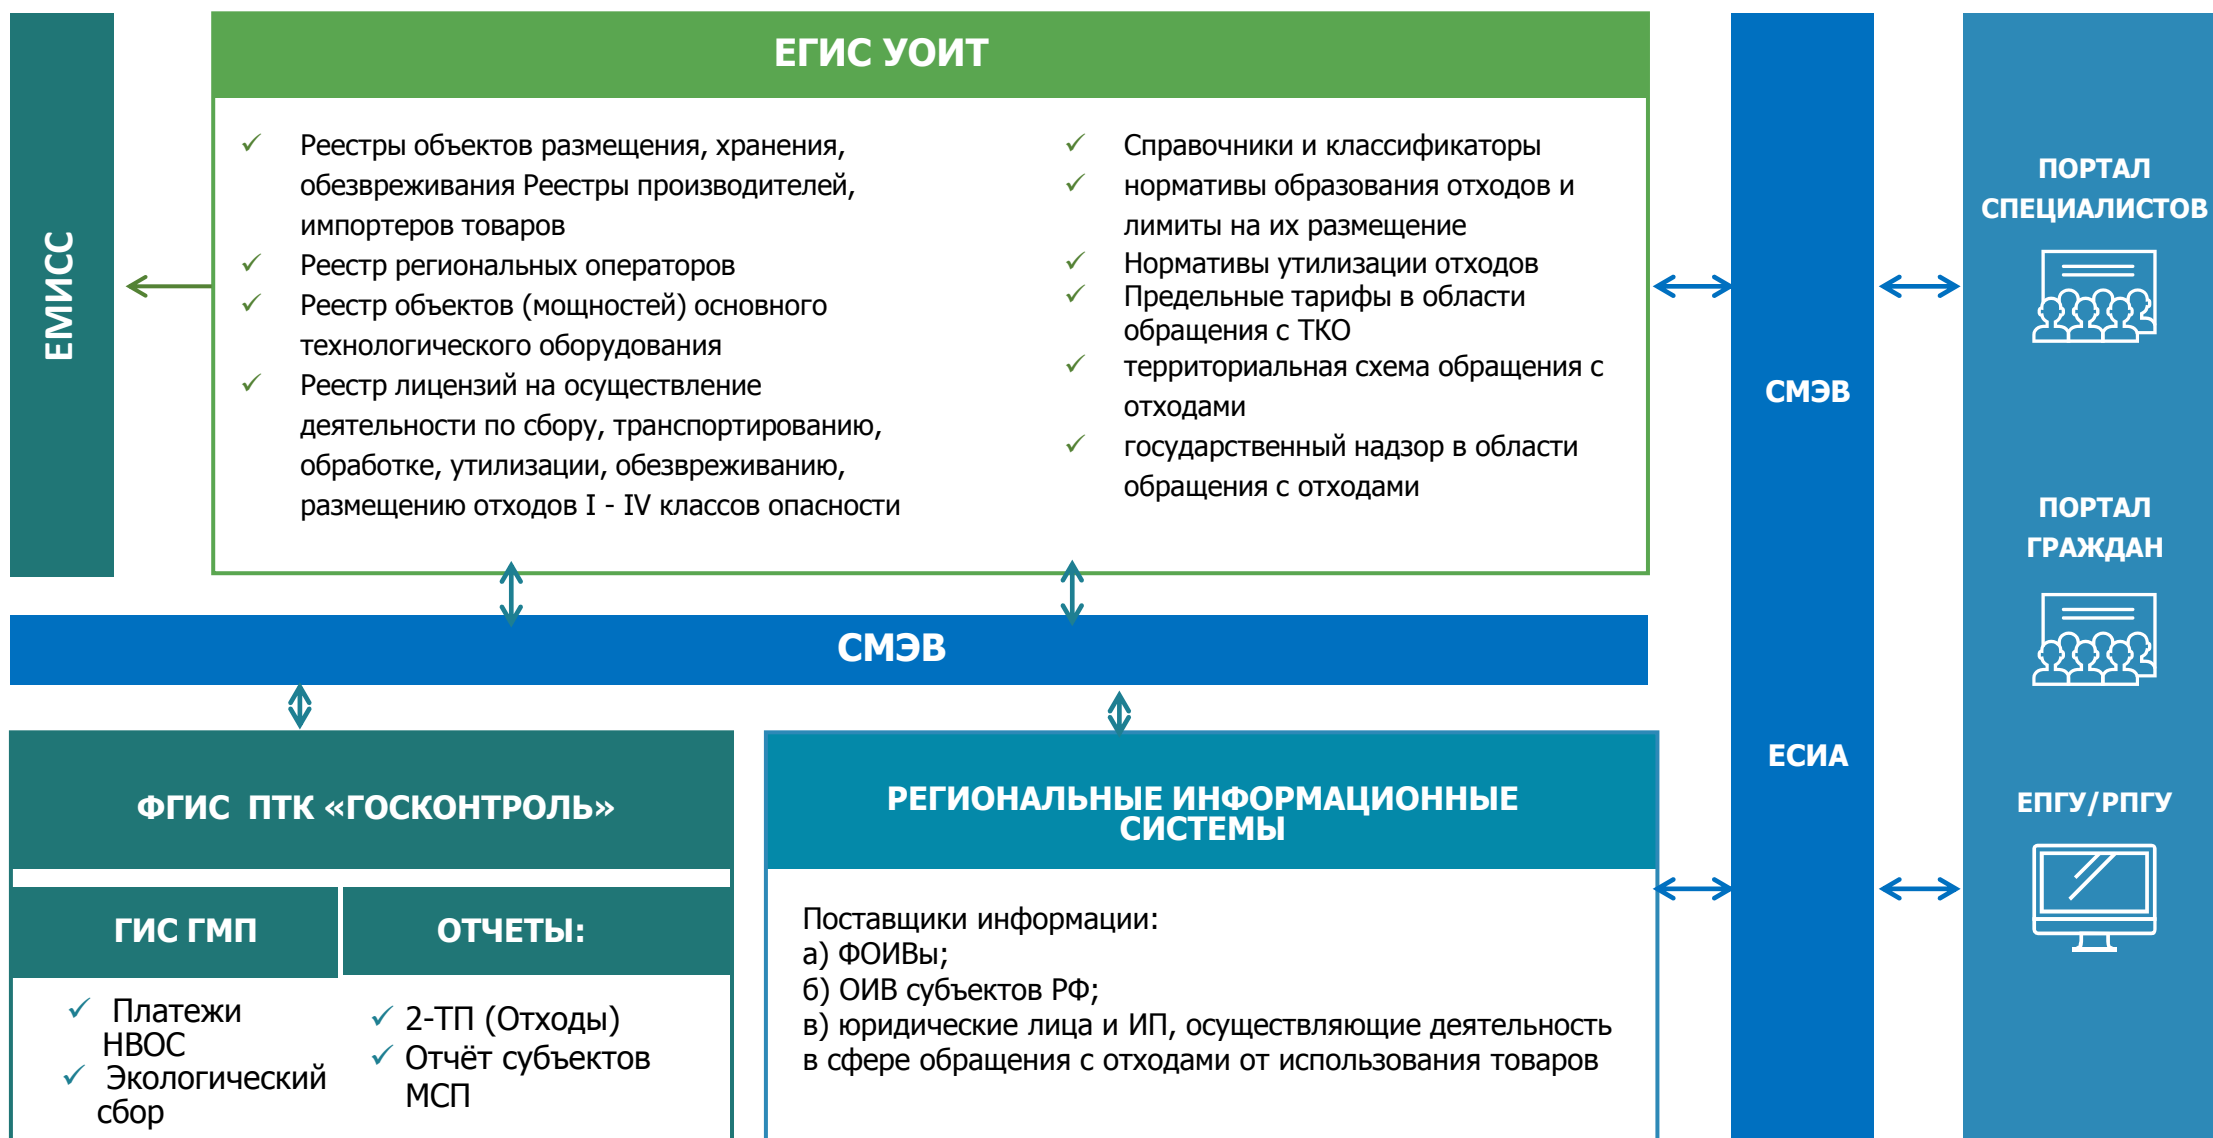 ЕМИСС
ЕГИС УОИТ
Реестры объектов размещения, хранения,
обезвреживания Реестры производителей,
импортеров товаров
Реестр региональных операторов
Реестр объектов (мощностей) основного
технологического оборудования
Реестр лицензий на осуществление
деятельности по сбору, транспортированию,
обработке, утилизации, обезвреживанию,
размещению отходов I - IV классов опасности
Справочники и классификаторы
нормативы образования отходов и
лимиты на их размещение
Нормативы утилизации отходов
Предельные тарифы в области
обращения с ТКО
территориальная схема обращения с
отходами
государственный надзор в области
обращения с отходами
СМЭВ
ФГИС ПТК «ГОСКОНТРОЛЬ»
ГИС ГМП
Платежи
НВОС
Экологический
сбор
ОТЧЕТЫ:
2-ТП (Отходы)
Отчёт субъектов
МСП
РЕГИОНАЛЬНЫЕ ИНФОРМАЦИОННЫЕ
СИСТЕМЫ
Поставщики информации:
а) ФОИВы;
б) ОИВ субъектов РФ;
в) юридические лица и ИП, осуществляющие деятельность
в сфере обращения с отходами от использования товаров
СМЭВ
ЕСИА
ПОРТАЛ
СПЕЦИАЛИСТОВ
ПОРТАЛ
ГРАЖДАН
ЕПГУ/РПГУ